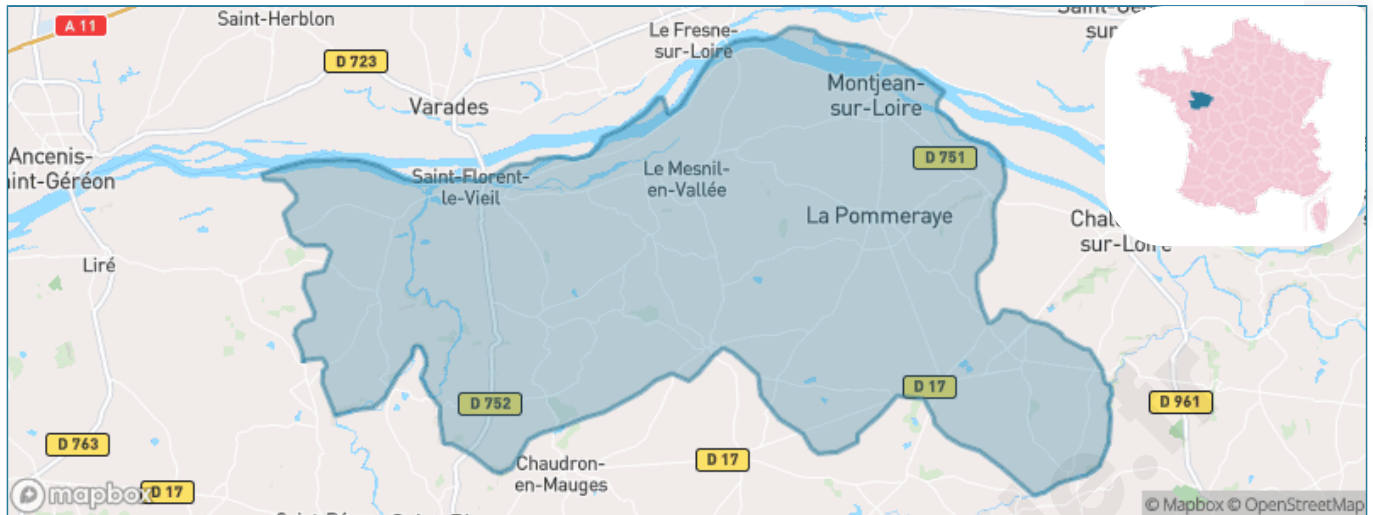 A 11
Saint-Herblon
Le Fresne-
sur-Loire
D 723
Varades
Montjean-
sur-Loire
Ancenis-
aint-Géréon
D 751
Saint-Florent-
le-Vieil
Le Mesnil-
en-Vallée
La Pommeraye
Chal
sur-Loire
Liré
D 17
D 752
D 961
D 763
D 17
Chaudron-
en-Mauges
mapbox
D 17
© Mapbox © OpenStreetMap